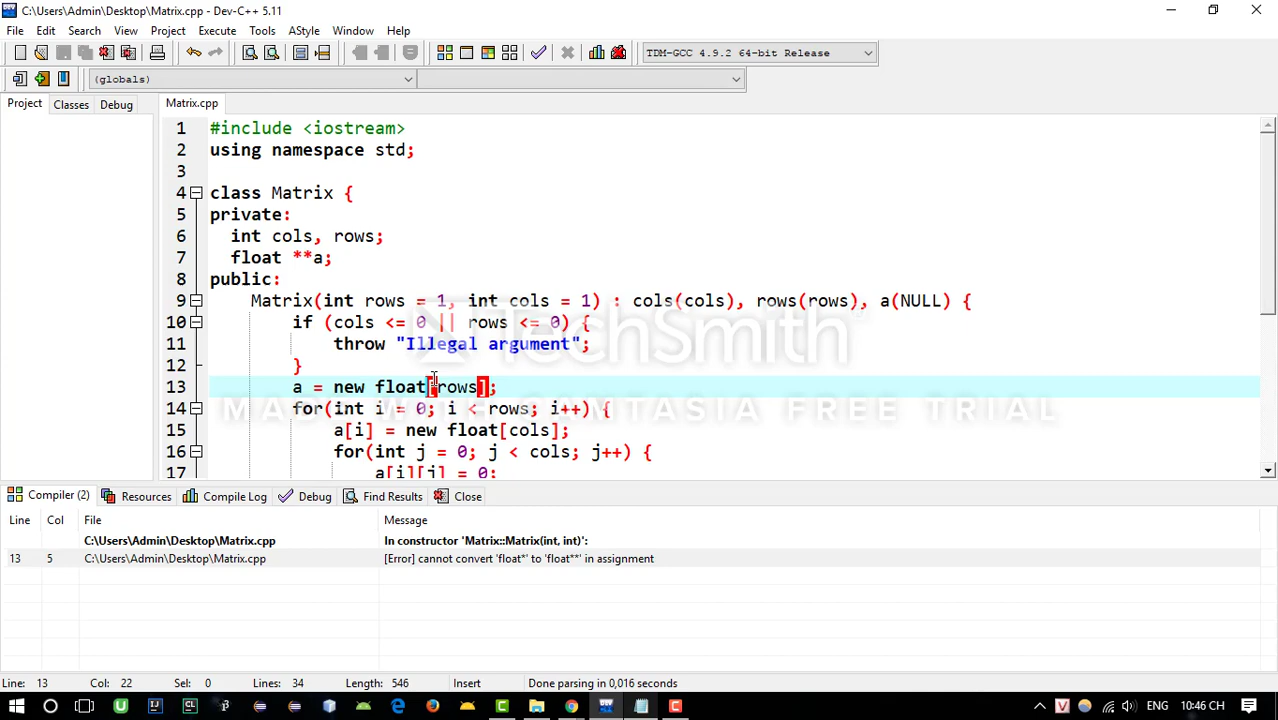 C:\Users\Admin\Desktop\Matrix.cpp - Dev-C++ 5.11
File Edit Search View Project Execute Tools AStyle Window Help
TDM-GCC 4.9.2 64-bit Release
(globals)
Project Classes Debug Matrix.cpp
1 #include <iostream>
2 using namespace std;
3
4 class Matrix {
5 private:
6 int cols, rows;
7 float **a;
8 public:
9 Matrix(int rows = 1, int cols = 1) : cols(cols), rows(rows), a(NULL) {
10 if (cols <= 0 || rows <= 0) {
11 throw "Illegal argument";
12 }
13 a = new float[rows];
14 for(int i = 0; i < rows; i++) {
15 a[i] = new float[cols];
16 for(int j = 0; j < cols; j++) {
17 a[i][j] = 0;
TechSmith
MADE WITH CAMTASIA FREE TRIAL
Compiler (2) Resources Compile Log Debug Find Results Close
Line Col File Message
C:\Users\Admin\Desktop\Matrix.cpp In constructor 'Matrix::Matrix(int, int)':
13 5 C:\Users\Admin\Desktop\Matrix.cpp [Error] cannot convert 'float*' to 'float**' in assignment
Line: 13 Col: 22 Sel: 0 Lines: 34 Length: 546 Insert Done parsing in 0,016 seconds
ENG 10:46 CH